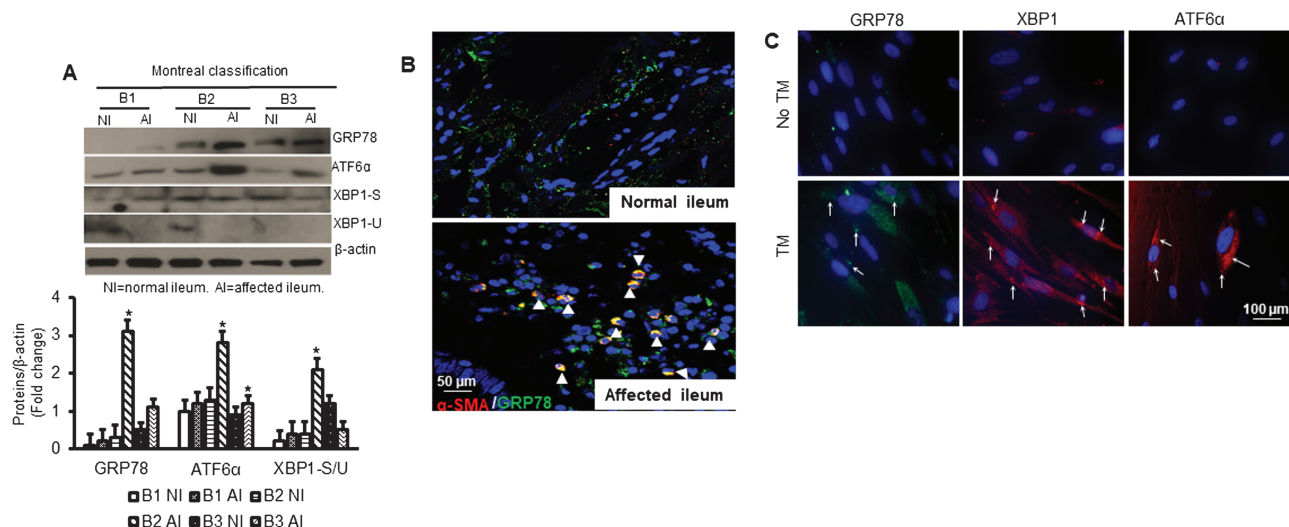 A
Montreal classification
B1 B2 B3
NI AI NI AI NI AI
GRP78
ATF6α
XBP1-S
XBP1-U
β-actin
NI=normal ileum. AI=affected ileum.
Proteins/β-actin
(Fold change)
4
3
2
1
0
* * * *
GRP78 ATF6α XBP1-S/U
B1 NI B1 AI B2 NI
B2 AI B3 NI B3 AI
B
Normal ileum
50 µm
α-SMA/GRP78
Affected ileum
C
GRP78 XBP1 ATF6α
No TM
TM
100 µm